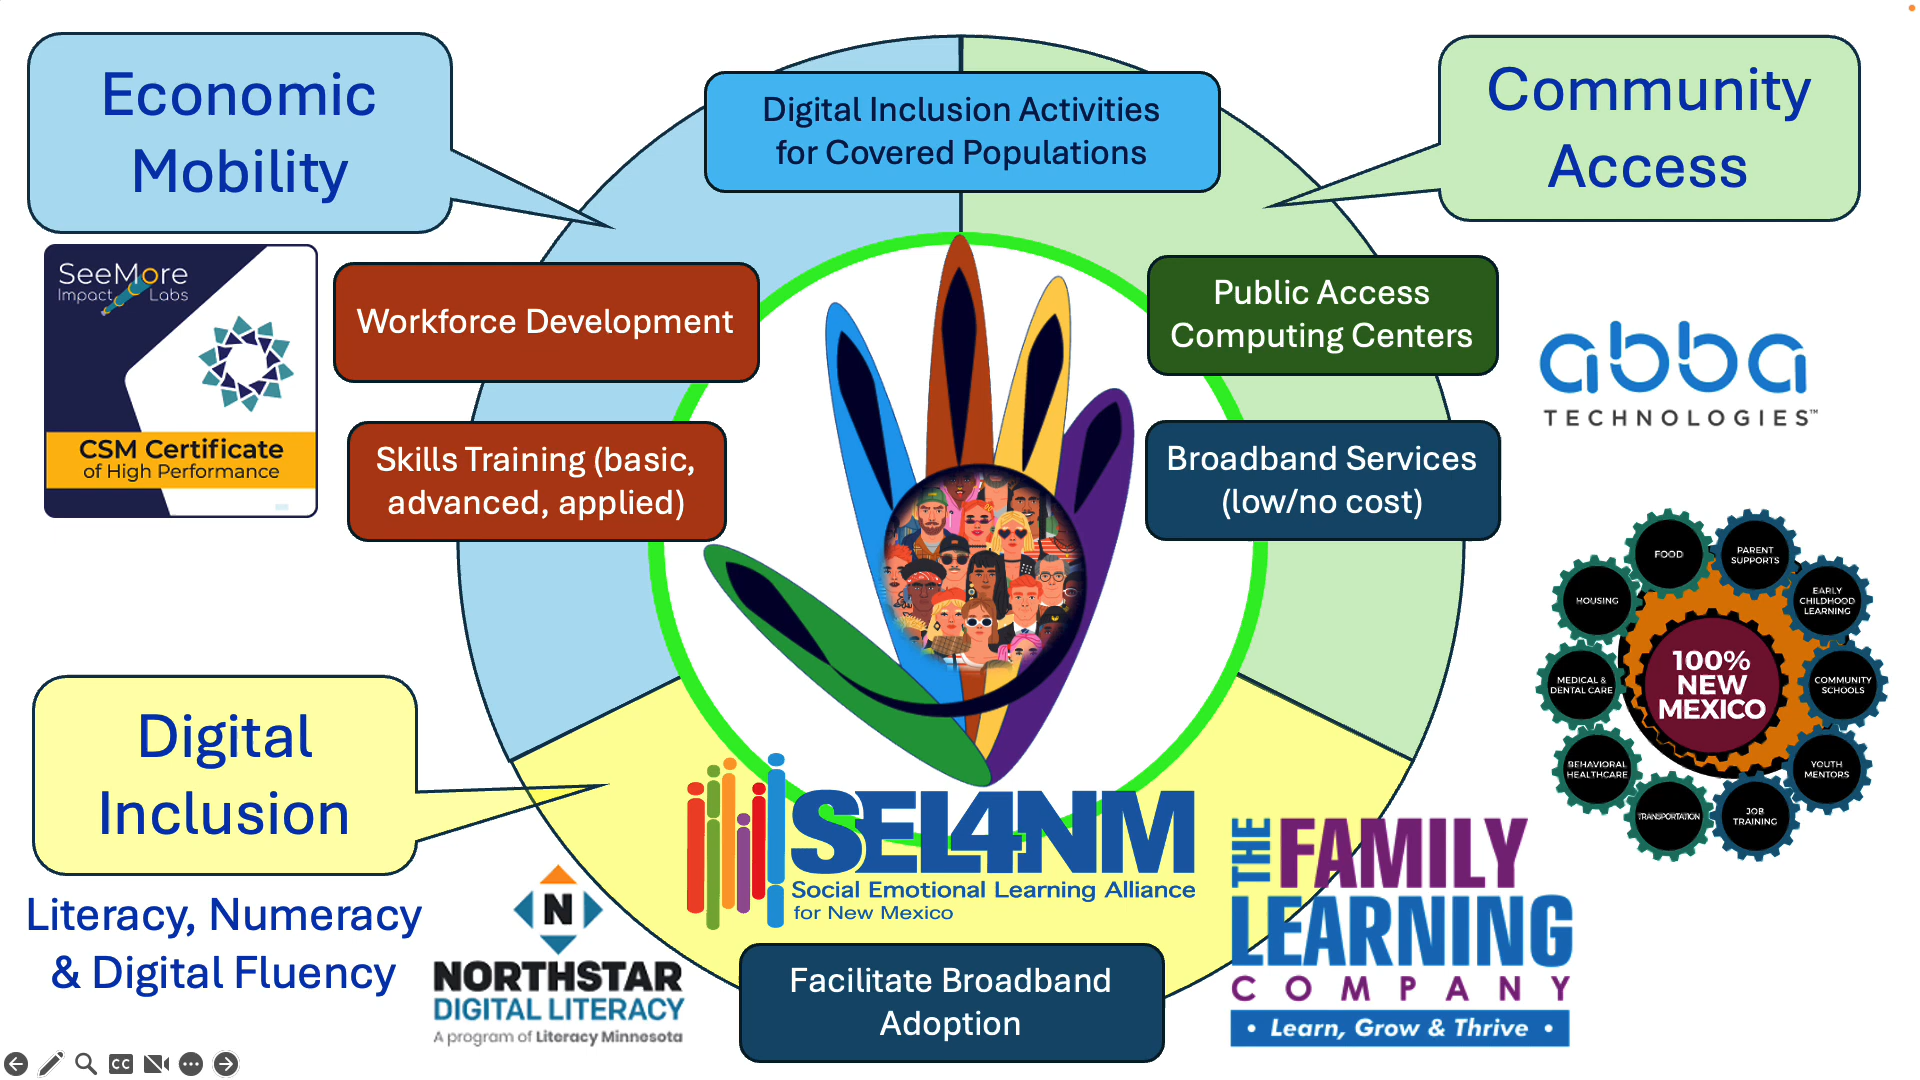 Economic
Mobility
Digital Inclusion Activities
for Covered Populations
Community
Access
SeeMore
Impact Labs
CSM Certificate
of High Performance
Workforce Development
Skills Training (basic,
advanced, applied)
Public Access
Computing Centers
Broadband Services
(low/no cost)
abba
TECHNOLOGIES™
FOOD
PARENT
SUPPORTS
HOUSING
EARLY
CHILDHOOD
LEARNING
MEDICAL &
DENTAL CARE
100%
NEW
MEXICO
COMMUNITY
SCHOOLS
BEHAVIORAL
HEALTHCARE
YOUTH
MENTORS
TRANSPORTATION
JOB
TRAINING
Digital
Inclusion
Literacy, Numeracy
& Digital Fluency
N
NORTHSTAR
DIGITAL LITERACY
A program of Literacy Minnesota
SEL4NM
Social Emotional Learning Alliance
for New Mexico
Facilitate Broadband
Adoption
THE FAMILY
LEARNING
COMPANY
• Learn, Grow & Thrive •
CC